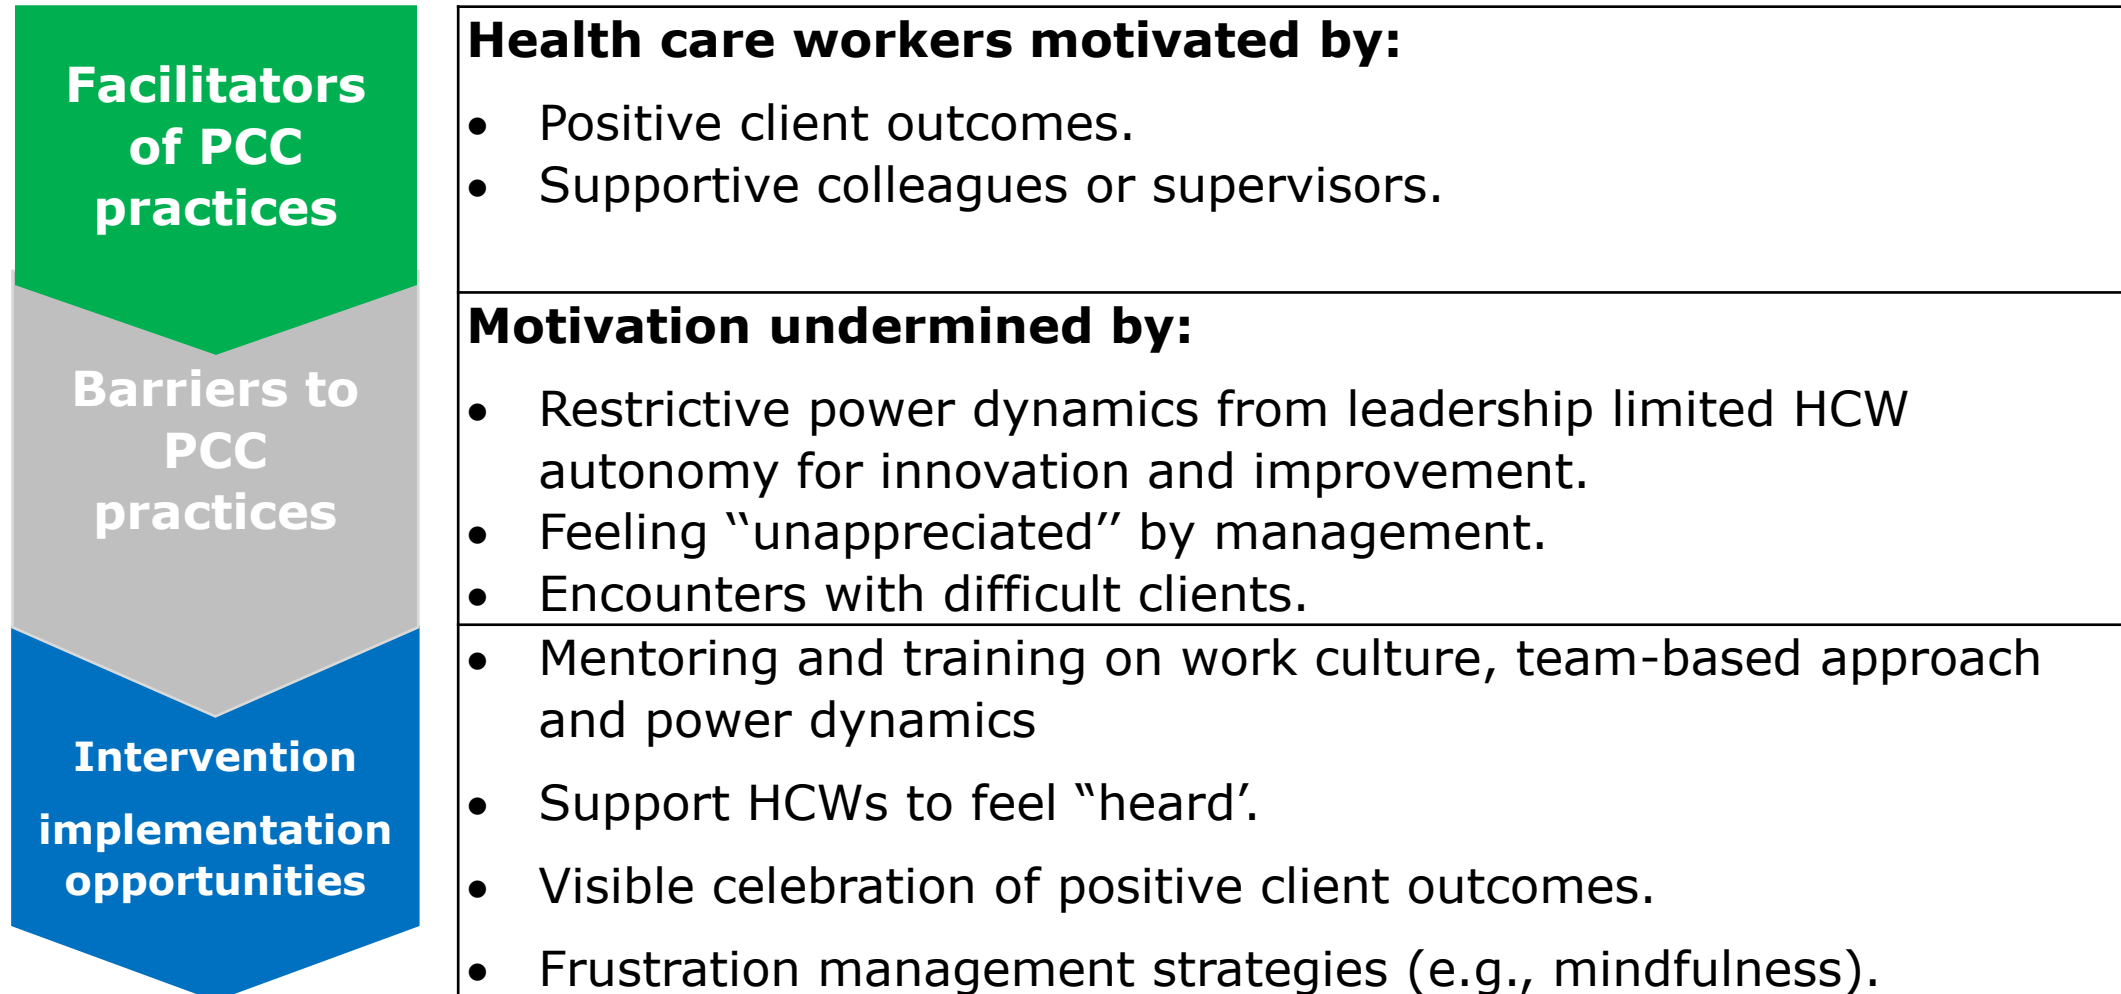 Facilitators
of PCC
practices
Health care workers motivated by:
• Positive client outcomes.
• Supportive colleagues or supervisors.
Barriers to
PCC
practices
Motivation undermined by:
• Restrictive power dynamics from leadership limited HCW
autonomy for innovation and improvement.
• Feeling ‘‘unappreciated’’ by management.
• Encounters with difficult clients.
Intervention
implementation
opportunities
• Mentoring and training on work culture, team-based approach
and power dynamics
• Support HCWs to feel “heard’.
• Visible celebration of positive client outcomes.
• Frustration management strategies (e.g., mindfulness).